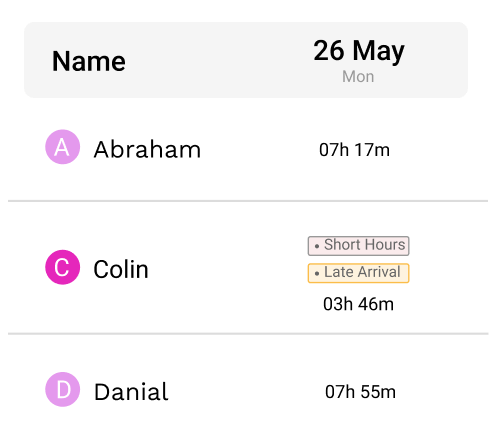 Name
26 May
Mon
A
Abraham
07h 17m
• Short Hours
• Late Arrival
C
Colin
03h 46m
D
Danial
07h 55m